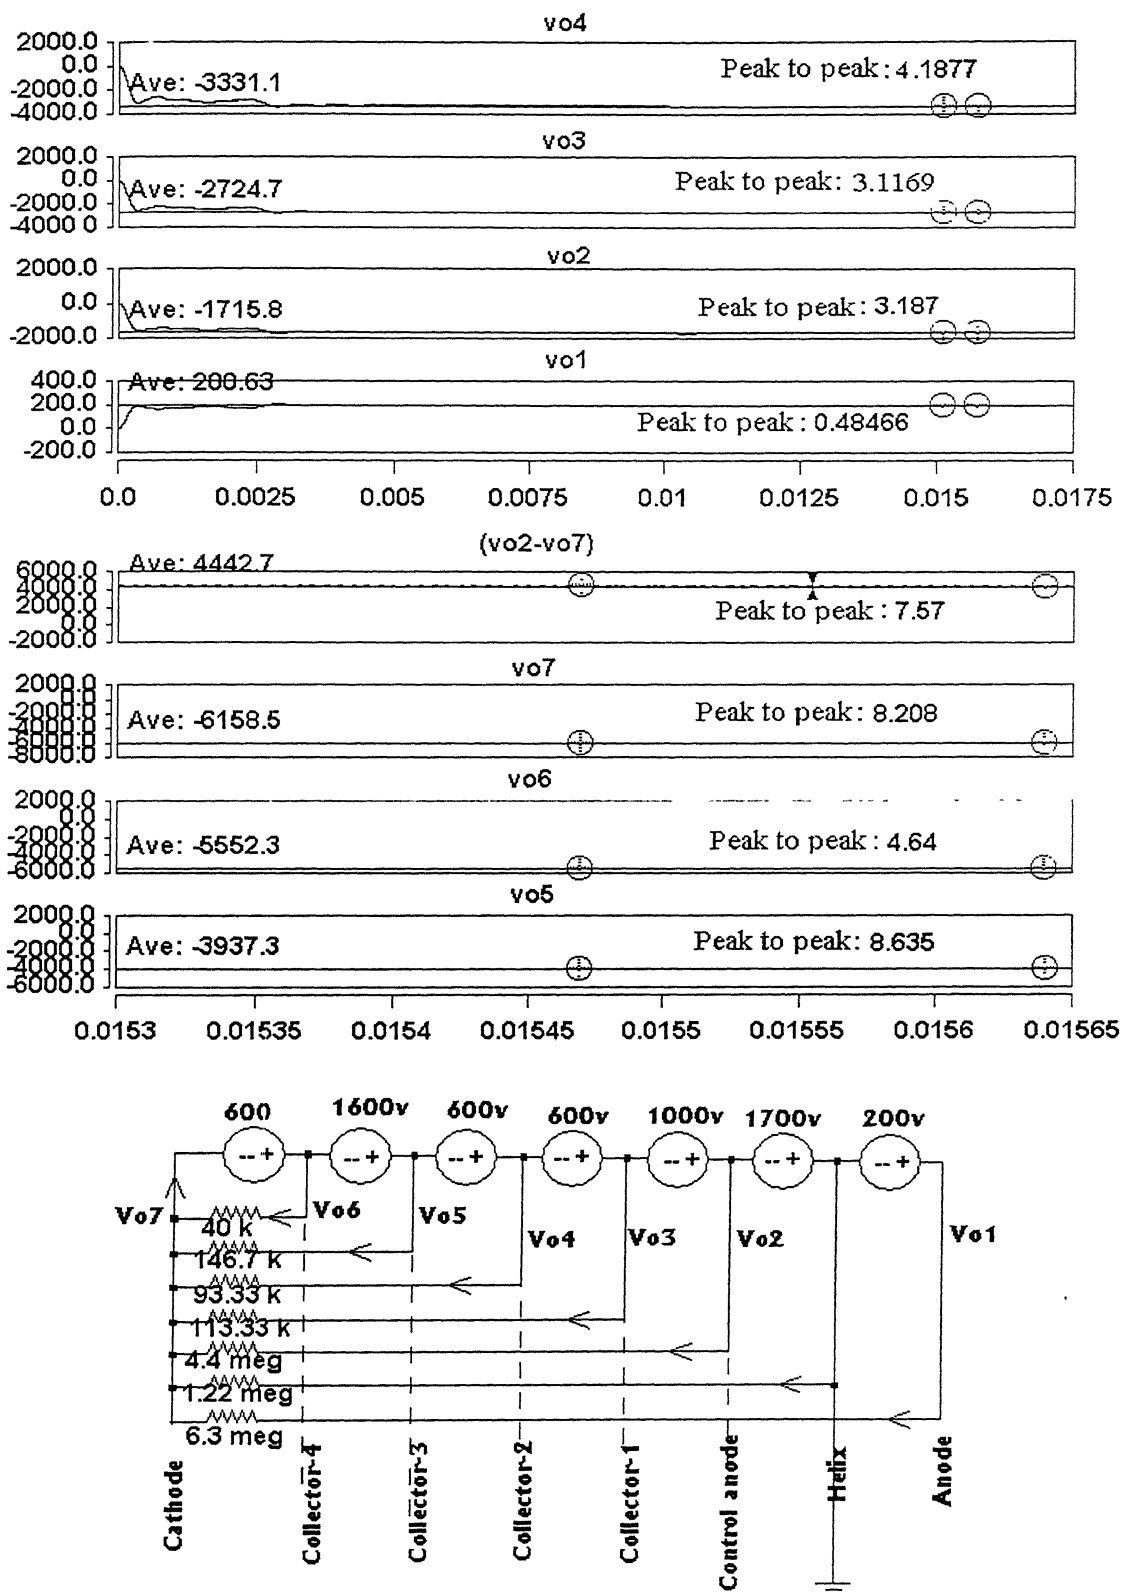 vo4
2000.0
0.0
-2000.0
-4000.0
Ave: -3331.1
Peak to peak: 4.1877
vo3
2000.0
0.0
-2000.0
-4000.0
Ave: -2724.7
Peak to peak: 3.1169
vo2
2000.0
0.0
-2000.0
Ave: -1715.8
Peak to peak: 3.187
vo1
400.0
200.0
0.0
-200.0
Ave: 200.63
Peak to peak: 0.48466
0.0 0.0025 0.005 0.0075 0.01 0.0125 0.015 0.0175
(vo2-vo7)
6000.0
4000.0
2000.0
0.0
-2000.0
Ave: 4442.7
Peak to peak: 7.57
vo7
2000.0
0.0
-2000.0
-4000.0
-6000.0
-8000.0
Ave: -6158.5
Peak to peak: 8.208
vo6
2000.0
0.0
-2000.0
-4000.0
-6000.0
Ave: -5552.3
Peak to peak: 4.64
vo5
2000.0
0.0
-2000.0
-4000.0
-6000.0
Ave: -3937.3
Peak to peak: 8.635
0.01530 0.01535 0.0154 0.01545 0.0155 0.01555 0.0156 0.01565
600 1600v 600v 600v 1000v 1700v 200v
-- + -- + -- + -- + -- + -- + -- +
Vo7 Vo6 Vo5 Vo4 Vo3 Vo2 Vo1
40 k
146.7 k
93.33 k
113.33 k
4.4 meg
1.22 meg
6.3 meg
Cathode
Collector-4
Collector-3
Collector-2
Collector-1
Control anode
Helix
Anode